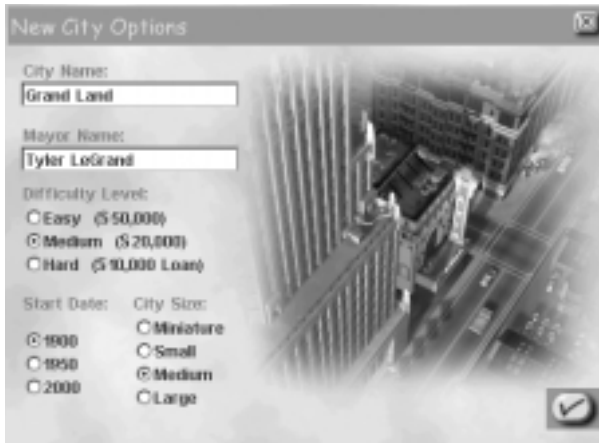 New City Options
City Name:
Grand Land
Mayor Name:
Tyler LeGrand
Difficulty Level:
Easy ($ 50,000)
Medium ($ 20,000)
Hard ($ 10,000 Loan)
Start Date:
1900
1950
2000
City Size:
Miniature
Small
Medium
Large